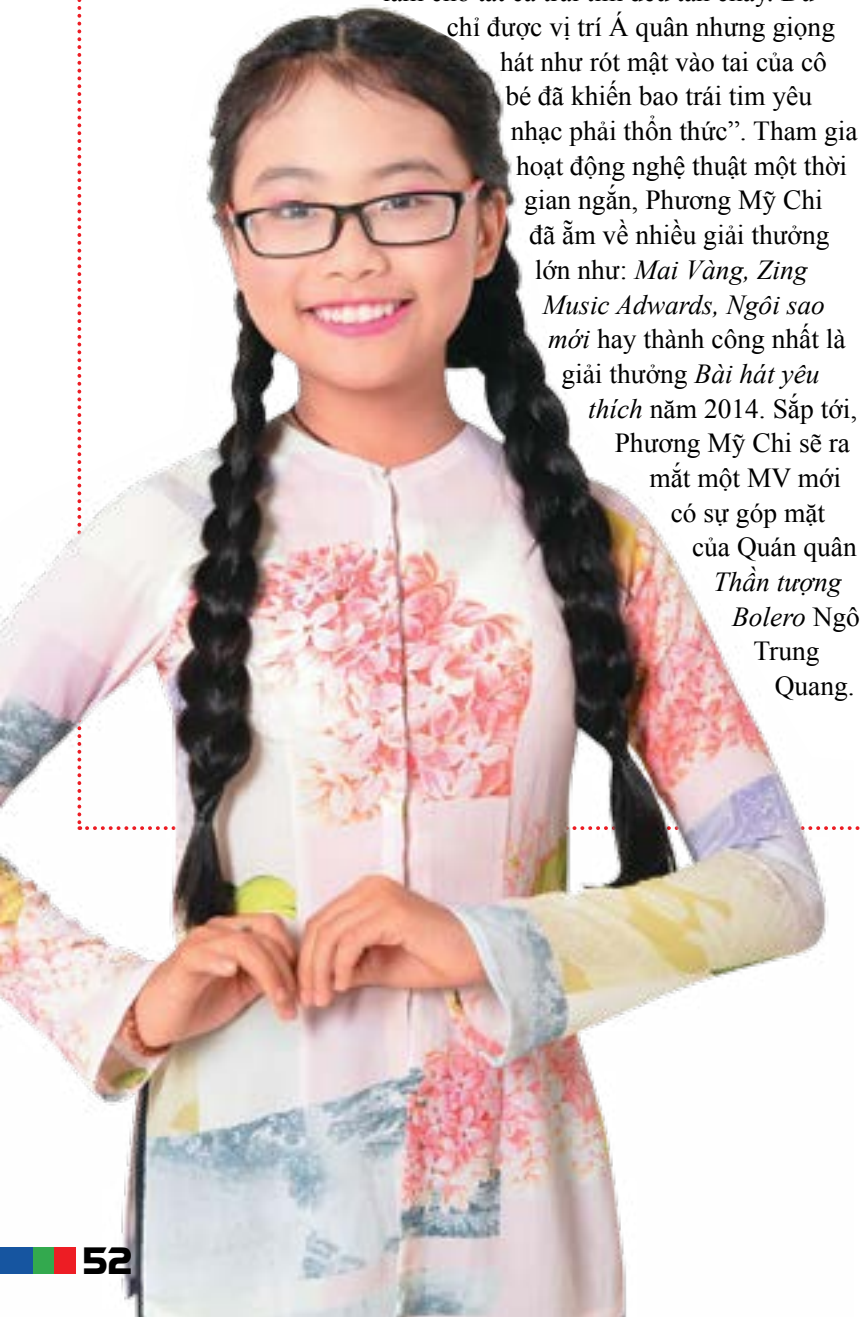 chỉ được vị trí Á quân nhưng giọng
hát như rót mật vào tai của cô
bé đã khiến bao trái tim yêu
nhạc phải thổn thức”. Tham gia
hoạt động nghệ thuật một thời
gian ngắn, Phương Mỹ Chi
đã ẵm về nhiều giải thưởng
lớn như: Mai Vàng, Zing
Music Adwards, Ngôi sao
mới hay thành công nhất là
giải thưởng Bài hát yêu
thích năm 2014. Sắp tới,
Phương Mỹ Chi sẽ ra
mắt một MV mới
có sự góp mặt
của Quán quân
Thần tượng
Bolero Ngô
Trung
Quang.
52